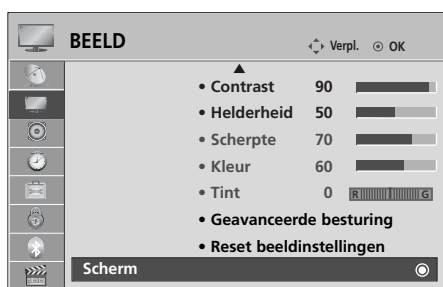 BEELD Verpl. OK
• Contrast 90
• Helderheid 50
• Scherpte 70
• Kleur 60
• Tint 0 R G
• Geavanceerde besturing
• Reset beeldinstellingen
Scherm